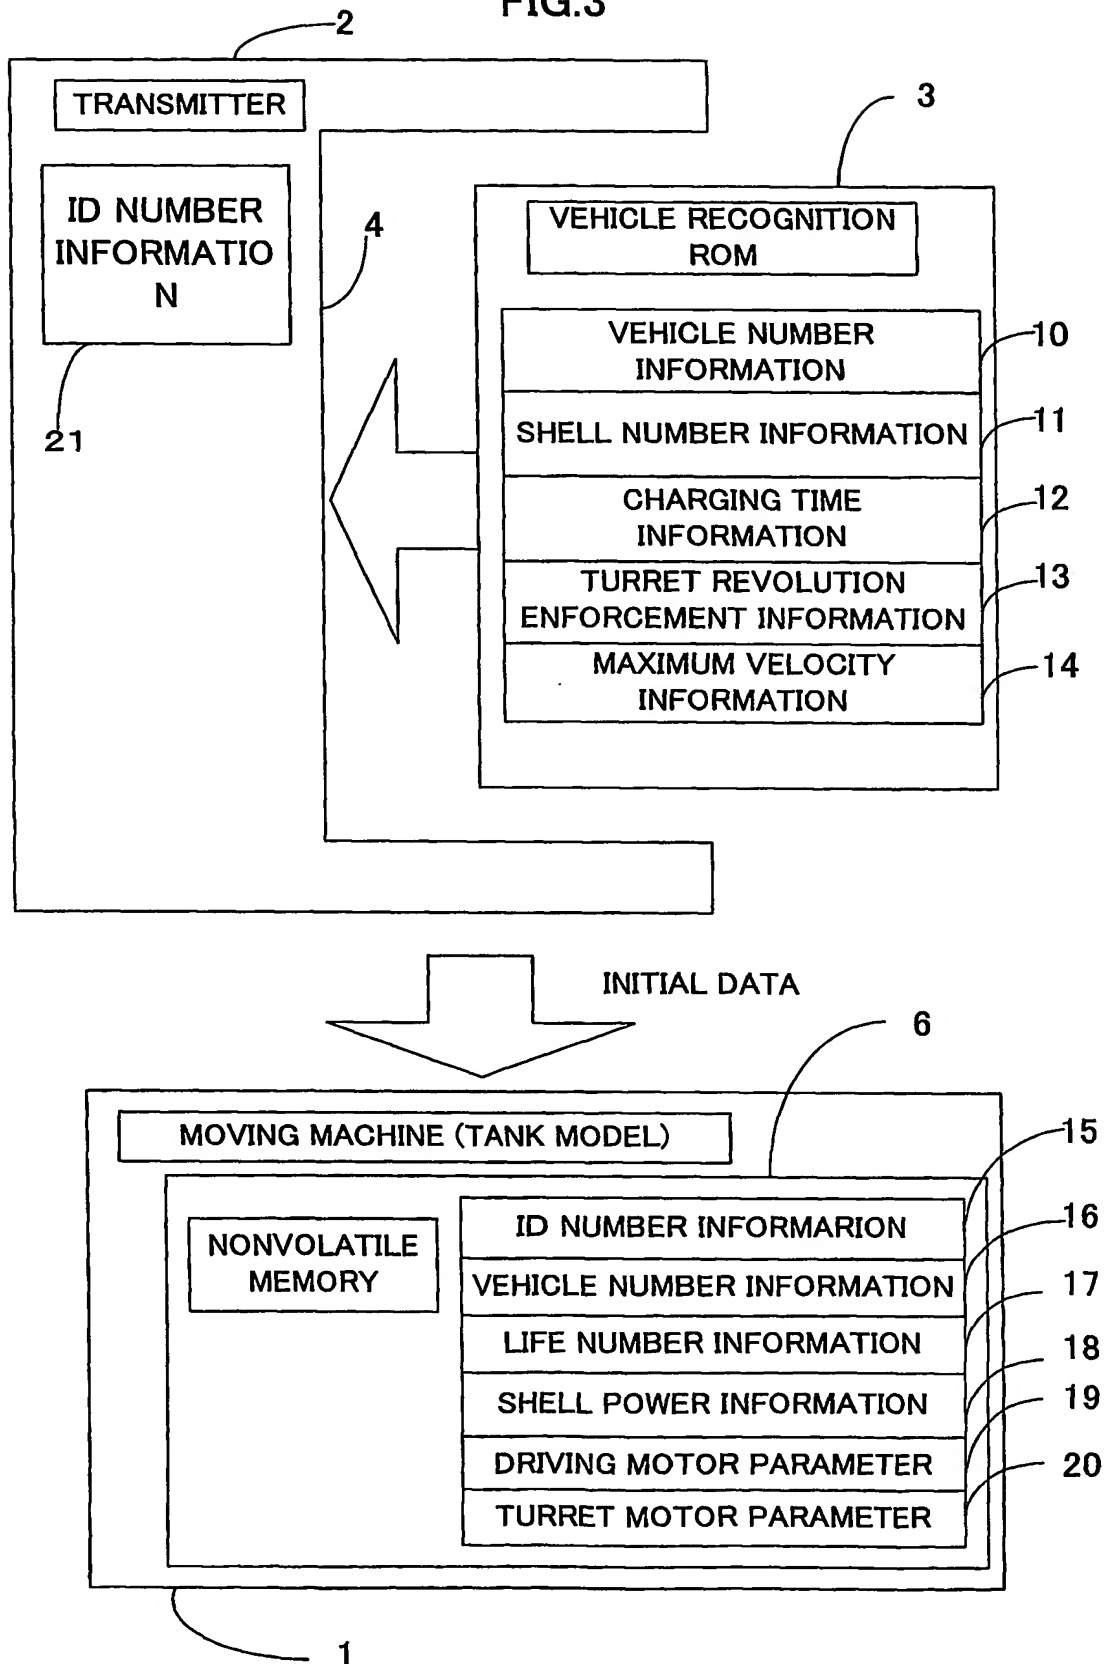 FIG.3
2
TRANSMITTER
3
ID NUMBER
INFORMATIO
N
4
21
VEHICLE RECOGNITION
ROM
VEHICLE NUMBER
INFORMATION
10
SHELL NUMBER INFORMATION
11
CHARGING TIME
INFORMATION
12
TURRET REVOLUTION
ENFORCEMENT INFORMATION
13
MAXIMUM VELOCITY
INFORMATION
14
INITIAL DATA
6
MOVING MACHINE (TANK MODEL)
NONVOLATILE
MEMORY
ID NUMBER INFORMARION
15
VEHICLE NUMBER INFORMATION
16
LIFE NUMBER INFORMATION
17
SHELL POWER INFORMATION
18
DRIVING MOTOR PARAMETER
19
TURRET MOTOR PARAMETER
20
1